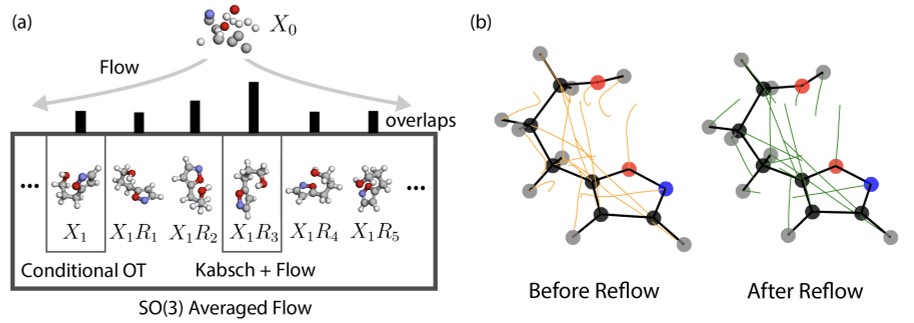 (a)
X₀
Flow
overlaps
... ...
X₁ X₁R₁ X₁R₂ X₁R₃ X₁R₄ X₁R₅
Conditional OT Kabsch + Flow
SO(3) Averaged Flow
(b)
Before Reflow After Reflow